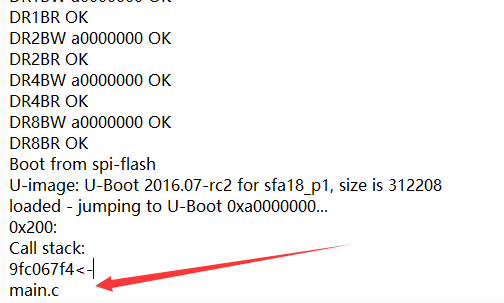 DR1BR OK
DR2BW a0000000 OK
DR2BR OK
DR4BW a0000000 OK
DR4BR OK
DR8BW a0000000 OK
DR8BR OK
Boot from spi-flash
U-image: U-Boot 2016.07-rc2 for sfa18_p1, size is 312208
loaded - jumping to U-Boot 0xa0000000...
0x200:
Call stack:
9fc067f4<-
main.c